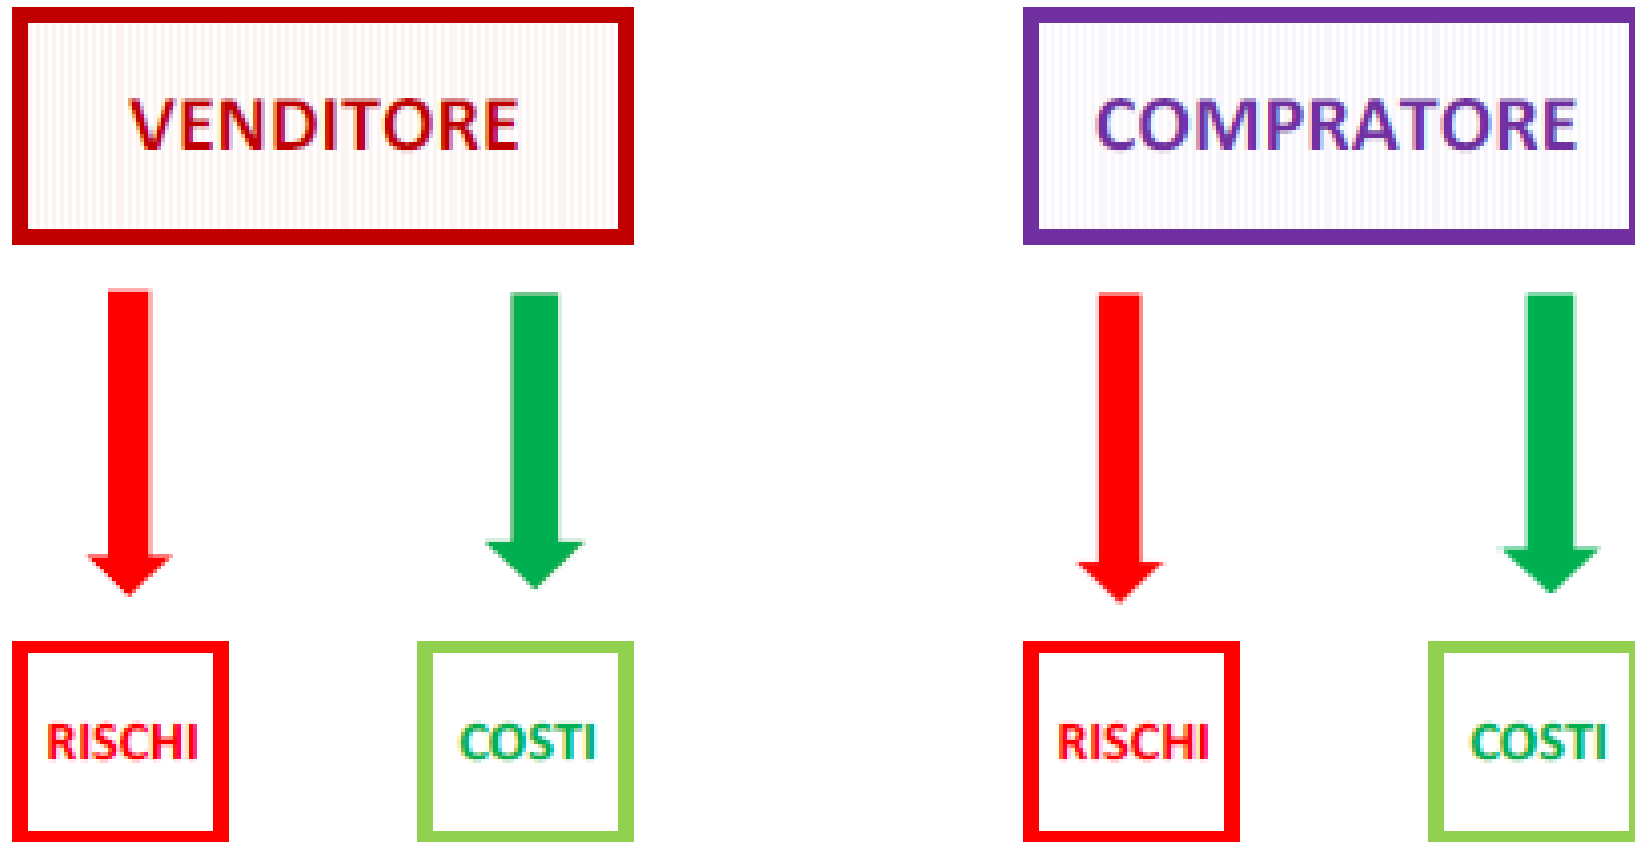 VENDITORE
COMPRATORE
RISCHI
COSTI
RISCHI
COSTI